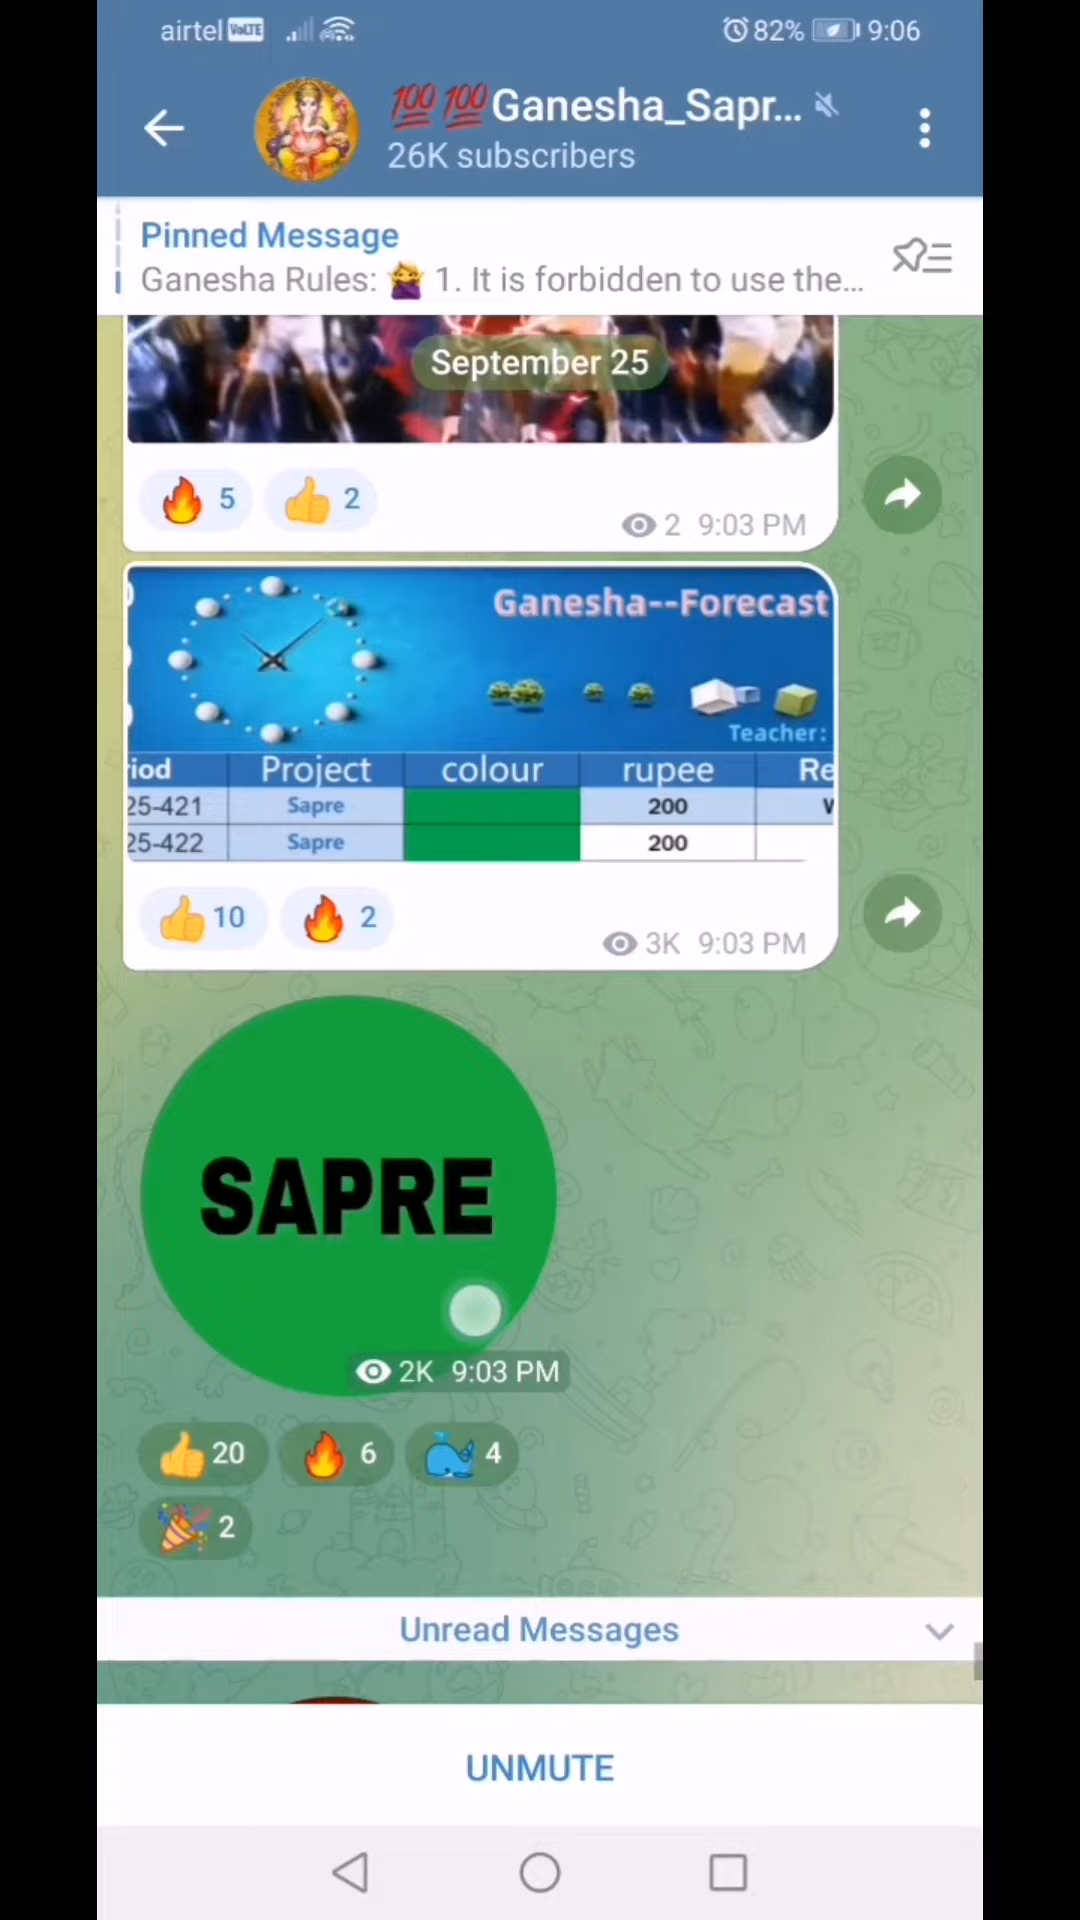 airtel VoLTE 82% 9:06
💯💯Ganesha_Sapr...
26K subscribers
Pinned Message
Ganesha Rules: 🙅‍♀️ 1. It is forbidden to use the...
September 25
🔥 5 👍 2
2 9:03 PM
Ganesha--Forecast
Teacher:
iod Project colour rupee Re
25-421 Sapre 200 W
25-422 Sapre 200
👍 10 🔥 2
3K 9:03 PM
SAPRE
2K 9:03 PM
👍 20 🔥 6 🐳 4
🎉 2
Unread Messages
UNMUTE